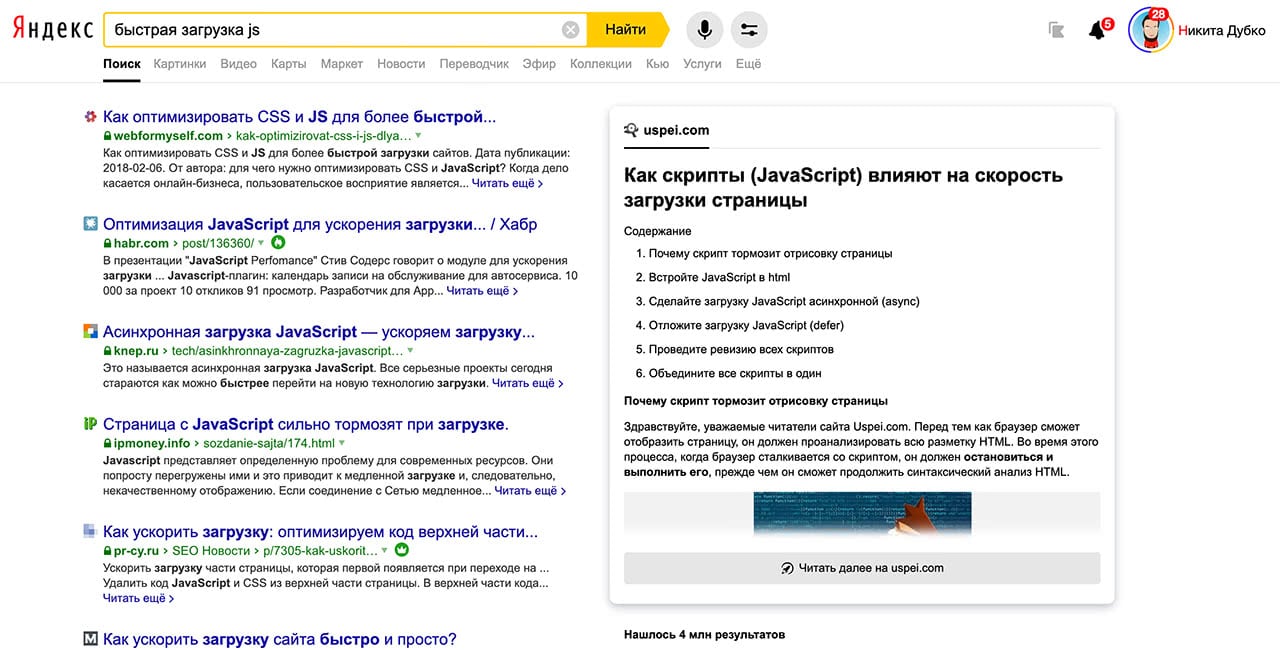 Яндекс
быстрая загрузка js
Найти
5
28
Никита Дубко
Поиск Картинки Видео Карты Маркет Новости Переводчик Эфир Коллекции Кью Услуги Ещё
Как оптимизировать CSS и JS для более быстрой...
webformyself.com > kak-optimizirovat-css-i-js-dlya...
Как оптимизировать CSS и JS для более быстрой загрузки сайтов. Дата публикации:
2018-02-06. От автора: для чего нужно оптимизировать CSS и JavaScript? Когда дело
касается онлайн-бизнеса, пользовательское восприятие является... Читать ещё >
Оптимизация JavaScript для ускорения загрузки... / Хабр
habr.com > post/136360/
В презентации "JavaScript Perfomance" Стив Содерс говорит о модуле для ускорения
загрузки ... Javascript-плагин: календарь записи на обслуживание для автосервиса. 10
000 за проект 10 откликов 91 просмотр. Разработчик для App... Читать ещё >
Асинхронная загрузка JavaScript — ускоряем загрузку...
knep.ru > tech/asinkhronnaya-zagruzka-javascript...
Это называется асинхронная загрузка JavaScript. Все серьезные проекты сегодня
стараются как можно быстрее перейти на новую технологию загрузки. Читать ещё >
iP
Страница с JavaScript сильно тормозят при загрузке.
ipmoney.info > sozdanie-sajta/174.html
Javascript представляет определенную проблему для современных ресурсов. Они
попросту перегружены ими и это приводит к медленной загрузке и, следовательно,
некачественному отображению. Если соединение с Сетью медленное... Читать ещё >
Как ускорить загрузку: оптимизируем код верхней части...
pr-cy.ru > SEO Новости > p/7305-kak-uskorit...
Ускорить загрузку части страницы, которая первой появляется при переходе на ...
Удалить код JavaScript и CSS из верхней части страницы. В верхней части кода...
Читать ещё >
M
Как ускорить загрузку сайта быстро и просто?
uspei.com
Как скрипты (JavaScript) влияют на скорость
загрузки страницы
Содержание
1. Почему скрипт тормозит отрисовку страницы
2. Встройте JavaScript в html
3. Сделайте загрузку JavaScript асинхронной (async)
4. Отложите загрузку JavaScript (defer)
5. Проведите ревизию всех скриптов
6. Объедините все скрипты в один
Почему скрипт тормозит отрисовку страницы
Здравствуйте, уважаемые читатели сайта Uspei.com. Перед тем как браузер сможет
отобразить страницу, он должен проанализировать всю разметку HTML. Во время этого
процесса, когда браузер сталкивается со скриптом, он должен остановиться и
выполнить его, прежде чем он сможет продолжить синтаксический анализ HTML.
Читать далее на uspei.com
Нашлось 4 млн результатов